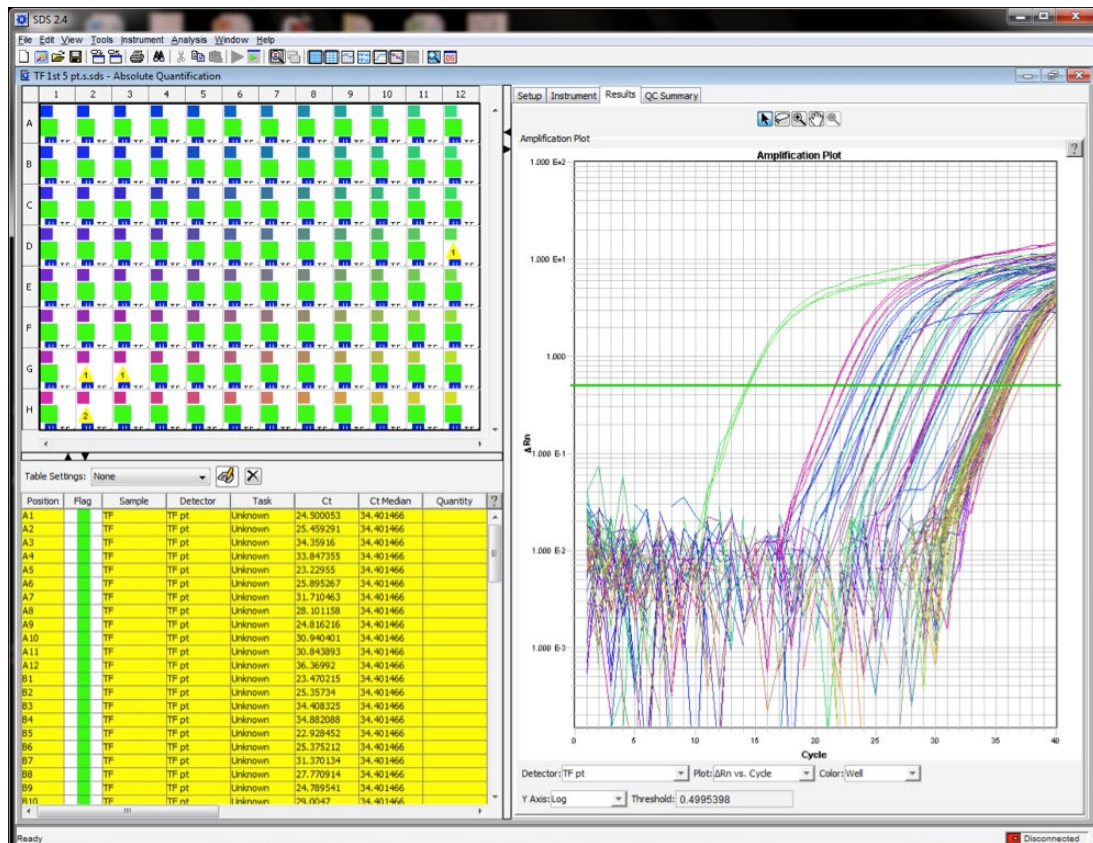 SDS 2.4
File Edit View Tools Instrument Analysis Window Help
TF 1st 5 pt.s.sds - Absolute Quantification
1 2 3 4 5 6 7 8 9 10 11 12
A
B
C
D 1
E
F
G 1 1
H 2
Table Settings: None
Position Flag Sample Detector Task Ct Ct Median Quantity ?
A1 TF TF pt Unknown 24.500053 34.401466
A2 TF TF pt Unknown 25.459291 34.401466
A3 TF TF pt Unknown 34.35916 34.401466
A4 TF TF pt Unknown 33.847355 34.401466
A5 TF TF pt Unknown 23.22955 34.401466
A6 TF TF pt Unknown 25.895267 34.401466
A7 TF TF pt Unknown 31.710463 34.401466
A8 TF TF pt Unknown 28.101158 34.401466
A9 TF TF pt Unknown 24.816216 34.401466
A10 TF TF pt Unknown 30.940401 34.401466
A11 TF TF pt Unknown 30.843893 34.401466
A12 TF TF pt Unknown 36.36992 34.401466
B1 TF TF pt Unknown 23.470215 34.401466
B2 TF TF pt Unknown 25.35734 34.401466
B3 TF TF pt Unknown 34.408325 34.401466
B4 TF TF pt Unknown 34.882088 34.401466
B5 TF TF pt Unknown 22.928452 34.401466
B6 TF TF pt Unknown 25.375212 34.401466
B7 TF TF pt Unknown 31.370134 34.401466
B8 TF TF pt Unknown 27.770914 34.401466
B9 TF TF pt Unknown 24.789541 34.401466
B10 TF TF pt Unknown 29.0047 34.401466
Setup Instrument Results QC Summary
Amplification Plot
Amplification Plot
?
1.000 E+2
1.000 E+1
1.000
1.000 E-1
1.000 E-2
1.000 E-3
ΔRn
0 5 10 15 20 25 30 35 40
Cycle
Detector: TF pt Plot: ΔRn vs. Cycle Color: Well
Y Axis: Log Threshold: 0.4995398
Ready
Disconnected